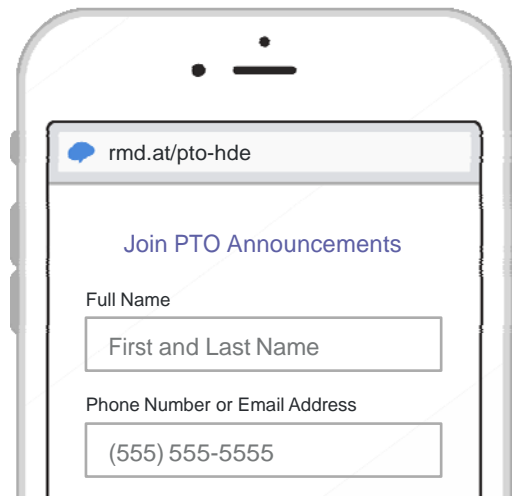 rmd.at/pto-hde
Join PTO Announcements
Full Name
First and Last Name
Phone Number or Email Address
(555) 555-5555